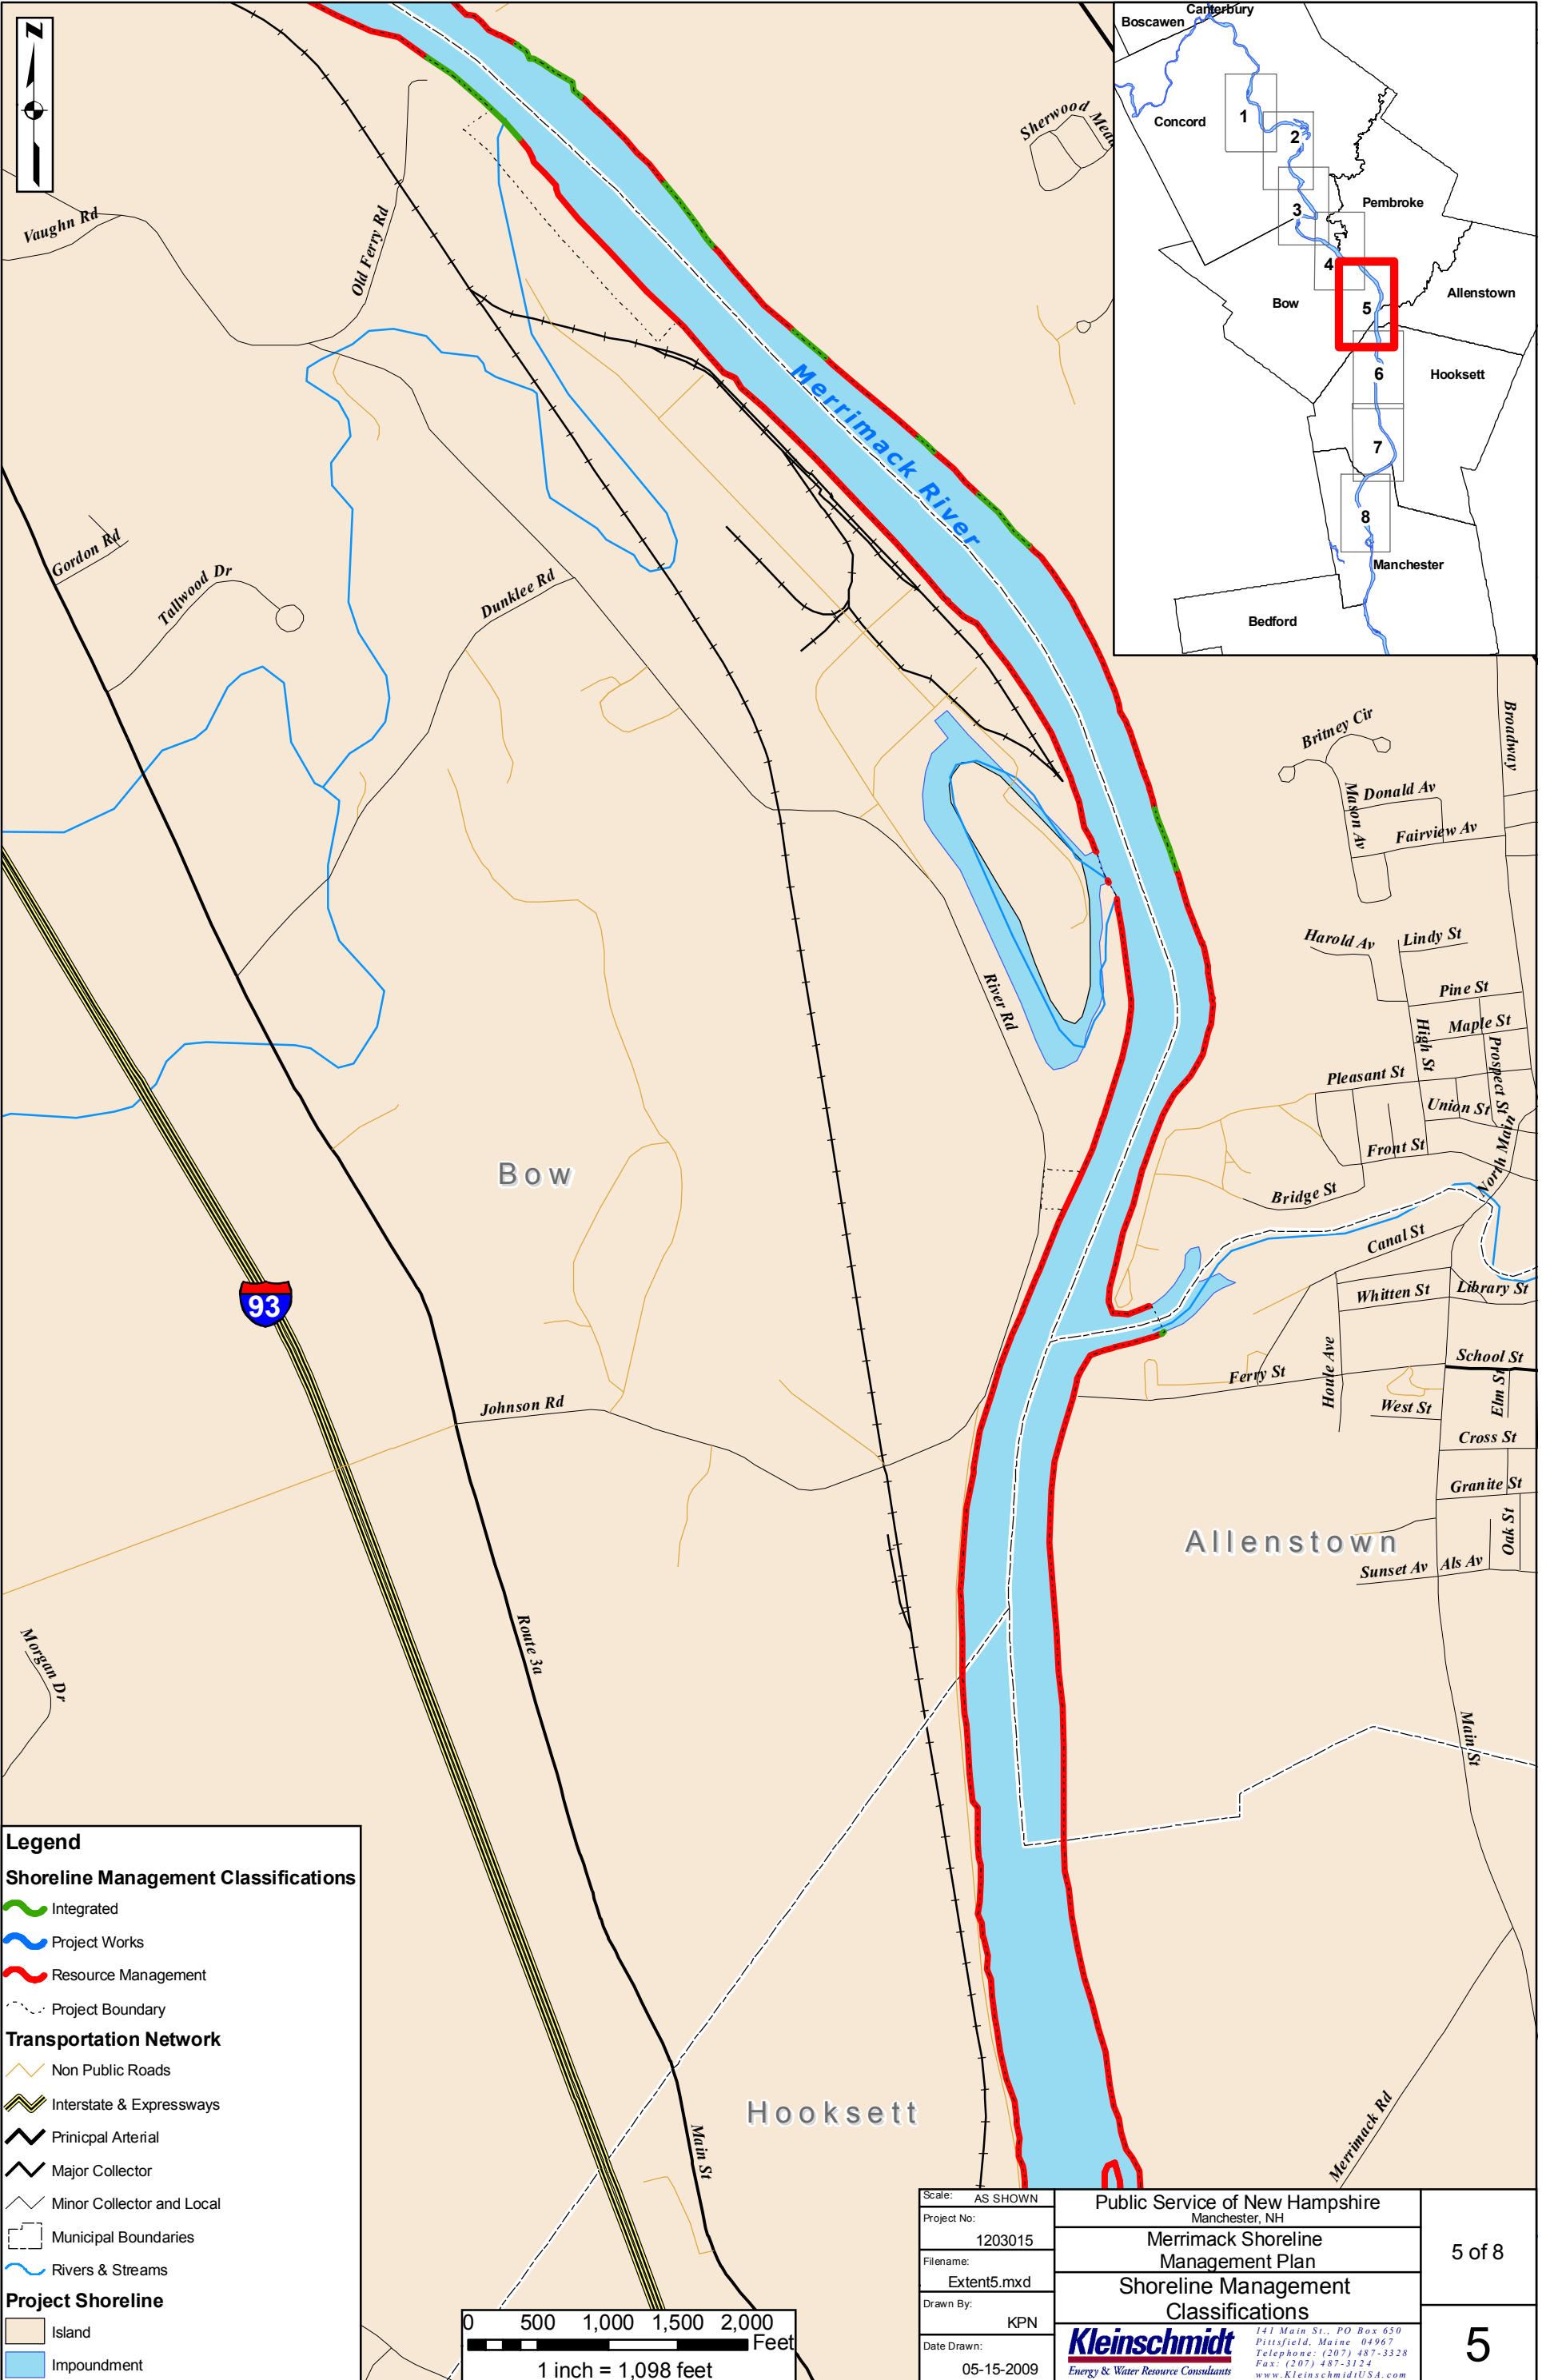 N
Vaughn Rd
Old Ferry Rd
Sherwood Mead
Merrimack River
Gordon Rd
Tallwood Dr
Dunklee Rd
Canterbury
Boscawen
1
Concord
2
3
Pembroke
4
Bow
5
Allenstown
6
Hooksett
7
8
Manchester
Bedford
Broadway
Britney Cir
Mason Av
Donald Av
Fairview Av
Harold Av
Lindy St
Pine St
High St
Maple St
Prospect St
Pleasant St
Union St
Front St
North Main
Bridge St
Canal St
Whitten St
Library St
School St
Houle Ave
Ferry St
Elm St
West St
Cross St
Granite St
Oak St
Sunset Av
Als Av
River Rd
Bow
93
Johnson Rd
Allenstown
Route 3a
Morgan Dr
Main St
Hooksett
Main St
Merrimack Rd
Legend
Shoreline Management Classifications
Integrated
Project Works
Resource Management
Project Boundary
Transportation Network
Non Public Roads
Interstate & Expressways
Prinicpal Arterial
Major Collector
Minor Collector and Local
Municipal Boundaries
Rivers & Streams
Project Shoreline
Island
Impoundment
0 500 1,000 1,500 2,000
Feet
1 inch = 1,098 feet
Scale: AS SHOWN
Project No:
1203015
Filename:
Extent5.mxd
Drawn By:
KPN
Date Drawn:
05-15-2009
Public Service of New Hampshire
Manchester, NH
Merrimack Shoreline
Management Plan
Shoreline Management
Classifications
Kleinschmidt
Energy & Water Resource Consultants
141 Main St., PO Box 650
Pittsfield, Maine 04967
Telephone: (207) 487-3328
Fax: (207) 487-3124
www.KleinschmidtUSA.com
5 of 8
5